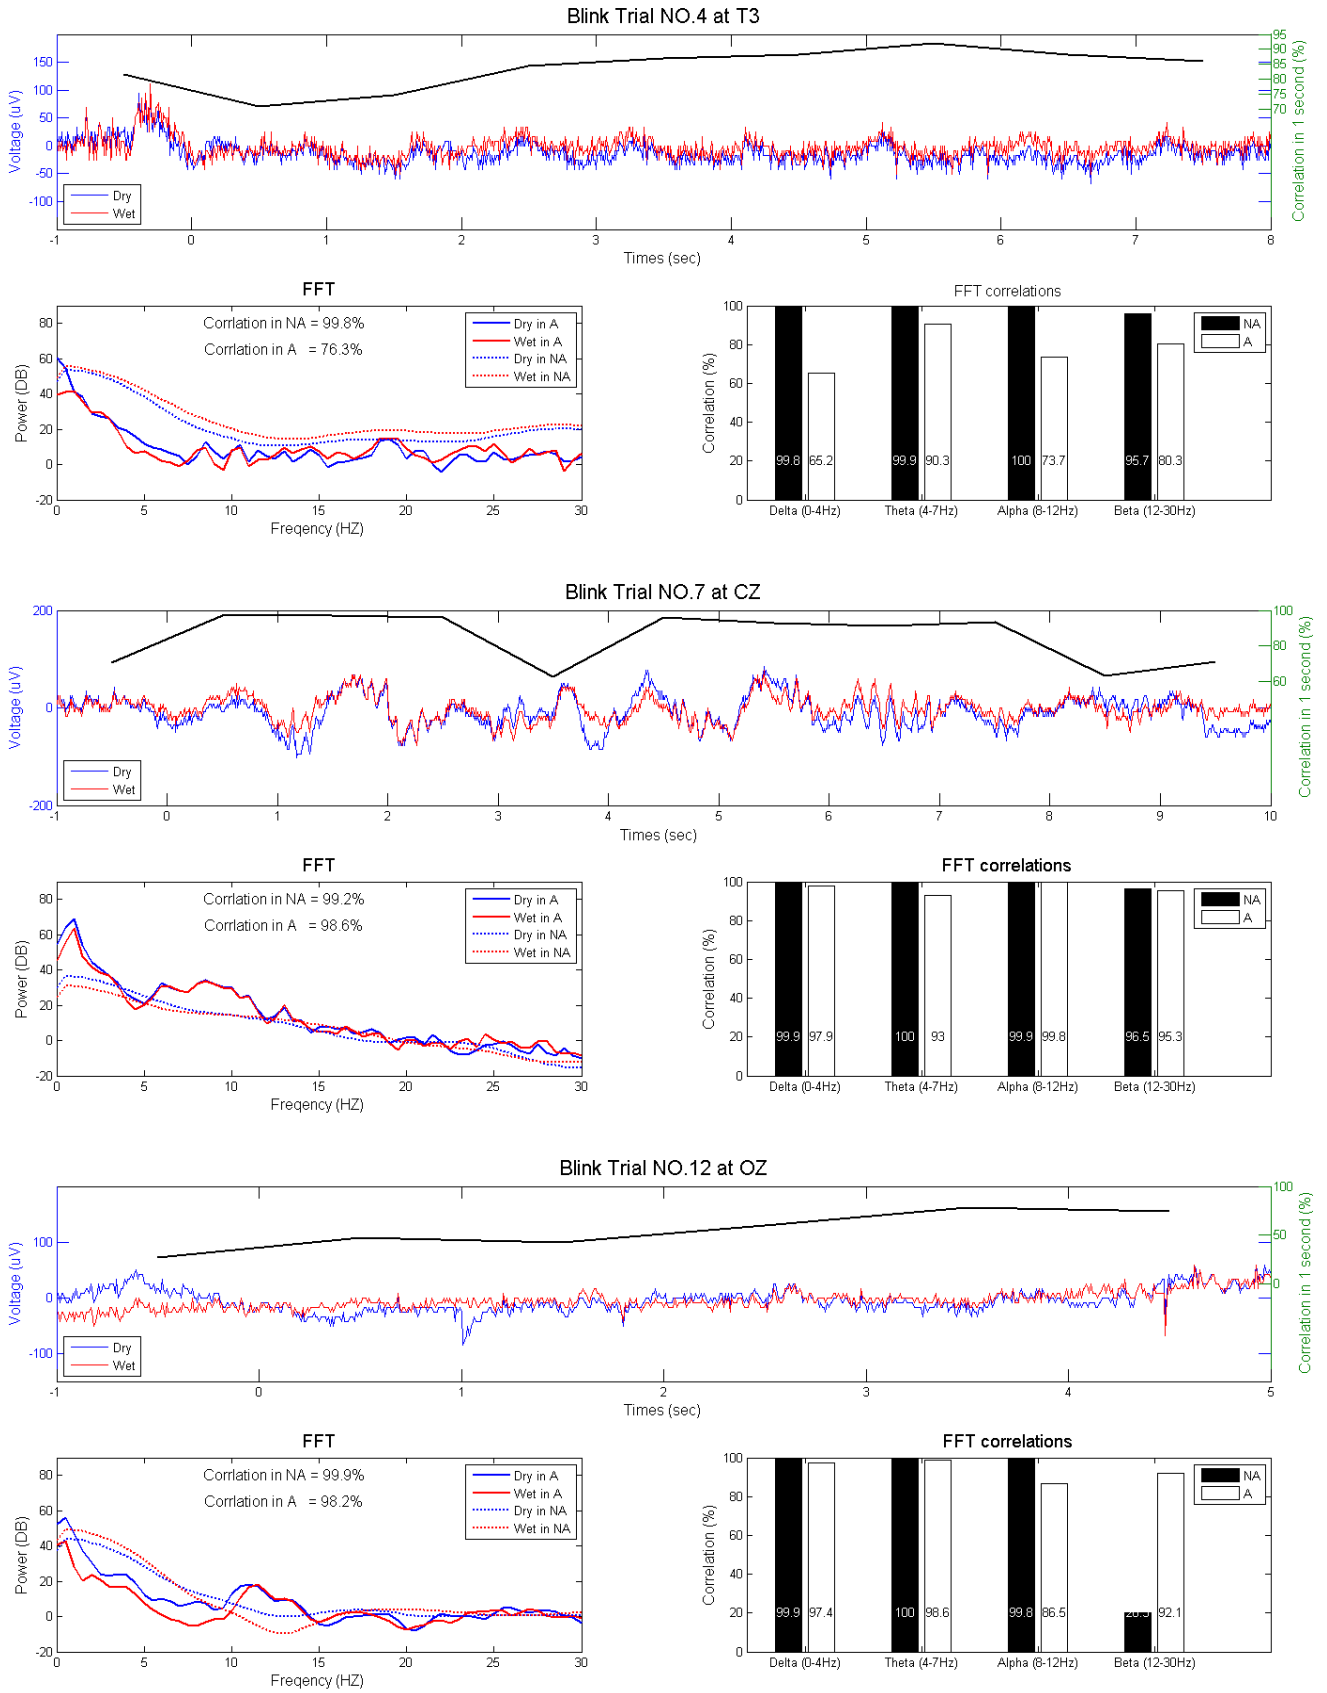 Blink Trial NO.4 at T3
Voltage (uV)
150
100
50
0
-50
-100
95
90
85
80
75
70
Correlation in 1 second (%)
Dry
Wet
-1 0 1 2 3 4 5 6 7 8
Times (sec)
FFT
Power (DB)
80
60
40
20
0
-20
Corrlation in NA = 99.8%
Corrlation in A = 76.3%
Dry in A
Wet in A
Dry in NA
Wet in NA
0 5 10 15 20 25 30
Freqency (HZ)
FFT correlations
Correlation (%)
100
80
60
40
20
0
NA
A
99.8 65.2 99.9 90.3 100 73.7 95.7 80.3
Delta (0-4Hz) Theta (4-7Hz) Alpha (8-12Hz) Beta (12-30Hz)
Blink Trial NO.7 at CZ
Voltage (uV)
200
0
-200
100
80
60
Correlation in 1 second (%)
Dry
Wet
-1 0 1 2 3 4 5 6 7 8 9 10
Times (sec)
FFT
Power (DB)
80
60
40
20
0
-20
Corrlation in NA = 99.2%
Corrlation in A = 98.6%
Dry in A
Wet in A
Dry in NA
Wet in NA
0 5 10 15 20 25 30
Freqency (HZ)
FFT correlations
Correlation (%)
100
80
60
40
20
0
NA
A
99.9 97.9 100 93 99.9 99.8 96.5 95.3
Delta (0-4Hz) Theta (4-7Hz) Alpha (8-12Hz) Beta (12-30Hz)
Blink Trial NO.12 at OZ
Voltage (uV)
100
0
-100
100
50
0
Correlation in 1 second (%)
Dry
Wet
-1 0 1 2 3 4 5
Times (sec)
FFT
Power (DB)
80
60
40
20
0
-20
Corrlation in NA = 99.9%
Corrlation in A = 98.2%
Dry in A
Wet in A
Dry in NA
Wet in NA
0 5 10 15 20 25 30
Freqency (HZ)
FFT correlations
Correlation (%)
100
80
60
40
20
0
NA
A
99.9 97.4 100 98.6 99.8 86.5 92.1
Delta (0-4Hz) Theta (4-7Hz) Alpha (8-12Hz) Beta (12-30Hz)